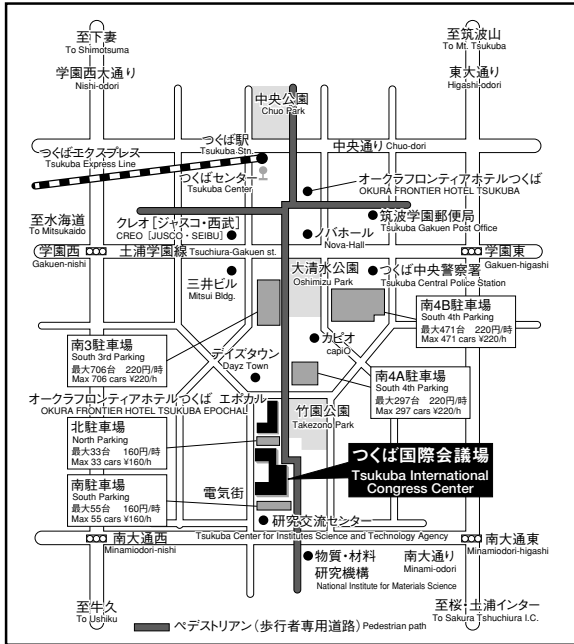 至下妻
To Shimotsuma
学園西大通り
Nishi-odori
至筑波山
To Mt. Tsukuba
東大通り
Higashi-odori
中央公園
Chuo Park
つくば駅
Tsukuba Stn.
中央通り Chuo-dori
つくばエクスプレス
Tsukuba Express Line
つくばセンター
Tsukuba Center
オークラフロンティアホテルつくば
OKURA FRONTIER HOTEL TSUKUBA
至水海道
To Mitsukaido
クレオ［ジャスコ・西武］
CREO [JUSCO・SEIBU]
ノバホール
Nova-Hall
筑波学園郵便局
Tsukuba Gakuen Post Office
学園西
Gakuen-nishi
土浦学園線 Tsuchiura-Gakuen st.
学園東
Gakuen-higashi
三井ビル
Mitsui Bldg.
大清水公園
Oshimizu Park
つくば中央警察署
Tsukuba Central Police Station
南4B駐車場
South 4th Parking
最大471台 220円/時
Max 471 cars ¥220/h
南3駐車場
South 3rd Parking
最大706台 220円/時
Max 706 cars ¥220/h
カピオ
capiO
デイズタウン
Dayz Town
南4A駐車場
South 4th Parking
最大297台 220円/時
Max 297 cars ¥220/h
オークラフロンティアホテルつくば エポカル
OKURA FRONTIER HOTEL TSUKUBA EPOCHAL
竹園公園
Takezono Park
北駐車場
North Parking
最大33台 160円/時
Max 33 cars ¥160/h
つくば国際会議場
Tsukuba International
Congress Center
南駐車場
South Parking
最大55台 160円/時
Max 55 cars ¥160/h
電気街
研究交流センター
Tsukuba Center for Institutes Science and Technology Agency
南大通西
Minamiodori-nishi
南大通東
Minamiodori-higashi
物質・材料
研究機構
National Institute for Materials Science
南大通り
Minami-odori
至牛久
To Ushiku
至桜・土浦インター
To Sakura Tshuchiura I.C.
ペデストリアン（歩行者専用道路）Pedestrian path